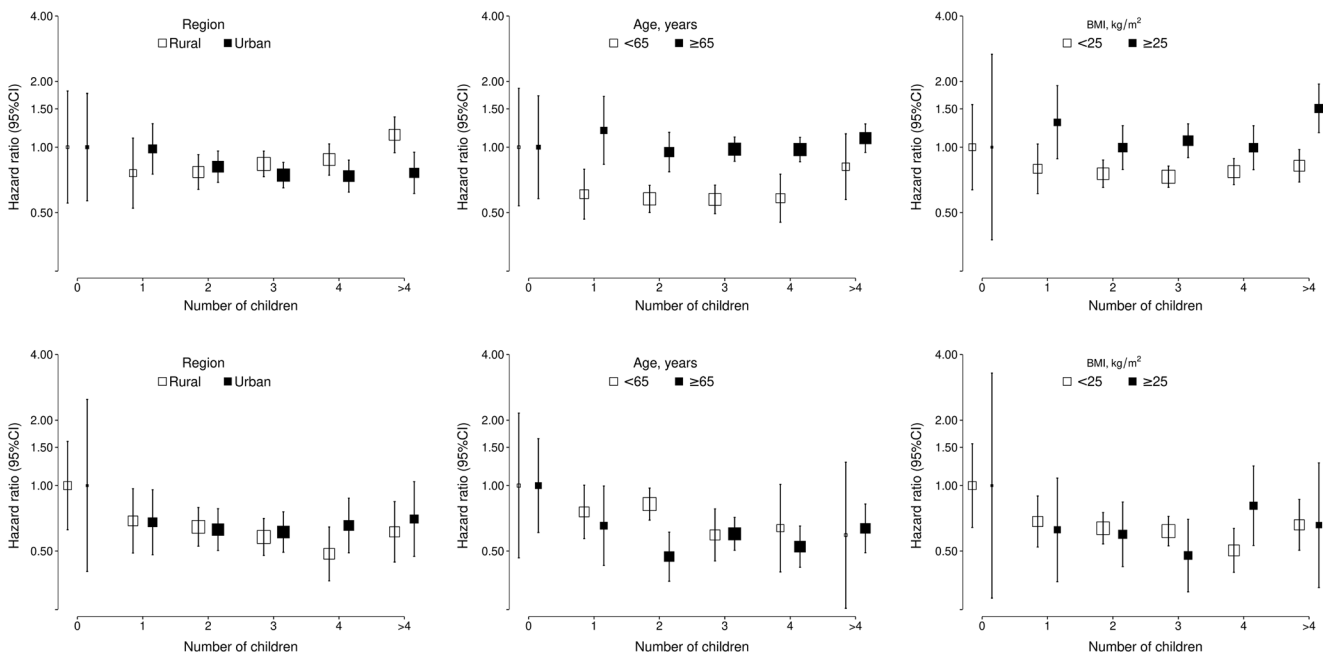 Region
□Rural ■Urban
4.00
2.00
1.50
1.00
0.50
Hazard ratio (95%CI)
0 1 2 3 4 >4
Number of children
Age, years
□<65 ■≥65
4.00
2.00
1.50
1.00
0.50
Hazard ratio (95%CI)
0 1 2 3 4 >4
Number of children
BMI, kg/m²
□<25 ■≥25
4.00
2.00
1.50
1.00
0.50
Hazard ratio (95%CI)
0 1 2 3 4 >4
Number of children
Region
□Rural ■Urban
4.00
2.00
1.50
1.00
0.50
Hazard ratio (95%CI)
0 1 2 3 4 >4
Number of children
Age, years
□<65 ■≥65
4.00
2.00
1.50
1.00
0.50
Hazard ratio (95%CI)
0 1 2 3 4 >4
Number of children
BMI, kg/m²
□<25 ■≥25
4.00
2.00
1.50
1.00
0.50
Hazard ratio (95%CI)
0 1 2 3 4 >4
Number of children